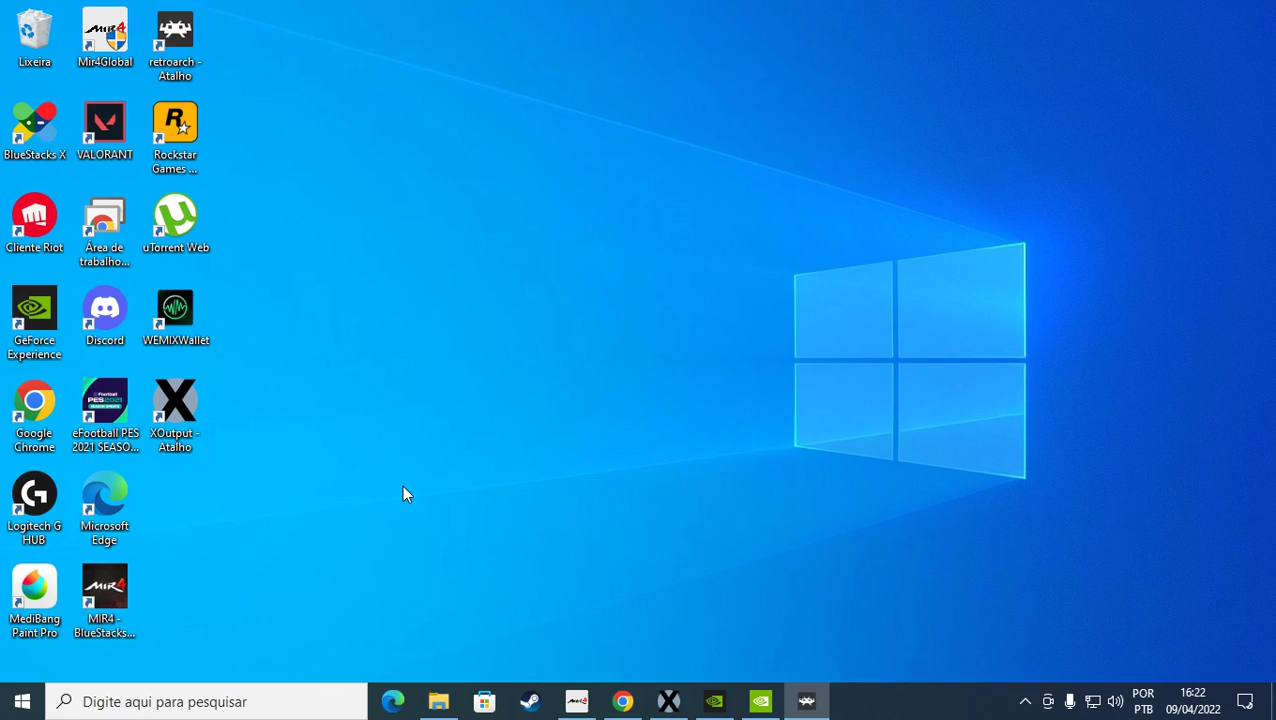 Lixeira
Mir4Global
retroarch -
Atalho
BlueStacks X
VALORANT
Rockstar
Games ...
Cliente Riot
Área de
trabalho...
uTorrent Web
GeForce
Experience
Discord
WEMIXWallet
Google
Chrome
eFootball PES
2021 SEASO...
XOutput -
Atalho
Logitech G
HUB
Microsoft
Edge
MediBang
Paint Pro
MIR4 -
BlueStacks...
Digite aqui para pesquisar
POR
PTB
16:22
09/04/2022